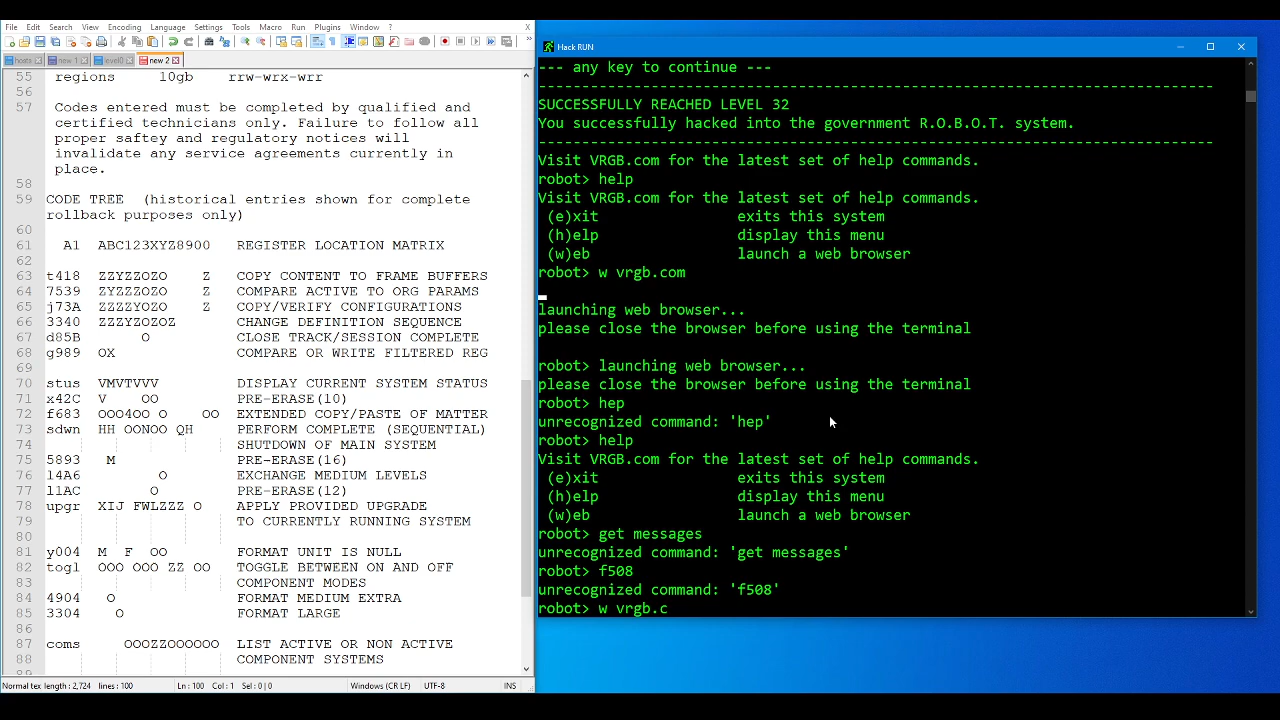 File Edit Search View Encoding Language Settings Tools Macro Run Plugins Window ? X
hosts new 1 level0 new 2
55 regions 10gb rrw-wrx-wrr
56
57 Codes entered must be completed by qualified and
certified technicians only. Failure to follow all
proper saftey and regulatory notices will
invalidate any service agreements currently in
place.
58
59 CODE TREE (historical entries shown for complete
rollback purposes only)
60
61 A1 ABC123XYZ8900 REGISTER LOCATION MATRIX
62
63 t418 ZZYZZOZO Z COPY CONTENT TO FRAME BUFFERS
64 7539 ZYZZZOZO Z COMPARE ACTIVE TO ORG PARAMS
65 j73A ZZZZYOZO Z COPY/VERIFY CONFIGURATIONS
66 3340 ZZZYZOZOZ CHANGE DEFINITION SEQUENCE
67 d85B O CLOSE TRACK/SESSION COMPLETE
68 g989 OX COMPARE OR WRITE FILTERED REG
69
70 stus VMVTVVV DISPLAY CURRENT SYSTEM STATUS
71 x42C V OO PRE-ERASE(10)
72 f683 OOO4OO O OO EXTENDED COPY/PASTE OF MATTER
73 sdwn HH OONOO QH PERFORM COMPLETE (SEQUENTIAL)
74 SHUTDOWN OF MAIN SYSTEM
75 5893 M PRE-ERASE(16)
76 l4A6 O EXCHANGE MEDIUM LEVELS
77 l1AC O PRE-ERASE(12)
78 upgr XIJ FWLZZZ O APPLY PROVIDED UPGRADE
79 TO CURRENTLY RUNNING SYSTEM
80
81 y004 M F OO FORMAT UNIT IS NULL
82 togl OOO OOO ZZ OO TOGGLE BETWEEN ON AND OFF
83 COMPONENT MODES
84 4904 O FORMAT MEDIUM EXTRA
85 3304 O FORMAT LARGE
86
87 coms OOOZZOOOOOO LIST ACTIVE OR NON ACTIVE
88 COMPONENT SYSTEMS
89
Normal tex length : 2,724 lines : 100 Ln : 100 Col : 1 Sel : 0 | 0 Windows (CR LF) UTF-8 INS
Hack RUN
--- any key to continue ---
SUCCESSFULLY REACHED LEVEL 32
You successfully hacked into the government R.O.B.O.T. system.
Visit VRGB.com for the latest set of help commands.
robot> help
Visit VRGB.com for the latest set of help commands.
(e)xit exits this system
(h)elp display this menu
(w)eb launch a web browser
robot> w vrgb.com
launching web browser...
please close the browser before using the terminal
robot> launching web browser...
please close the browser before using the terminal
robot> hep
unrecognized command: 'hep'
robot> help
Visit VRGB.com for the latest set of help commands.
(e)xit exits this system
(h)elp display this menu
(w)eb launch a web browser
robot> get messages
unrecognized command: 'get messages'
robot> f508
unrecognized command: 'f508'
robot> w vrgb.c